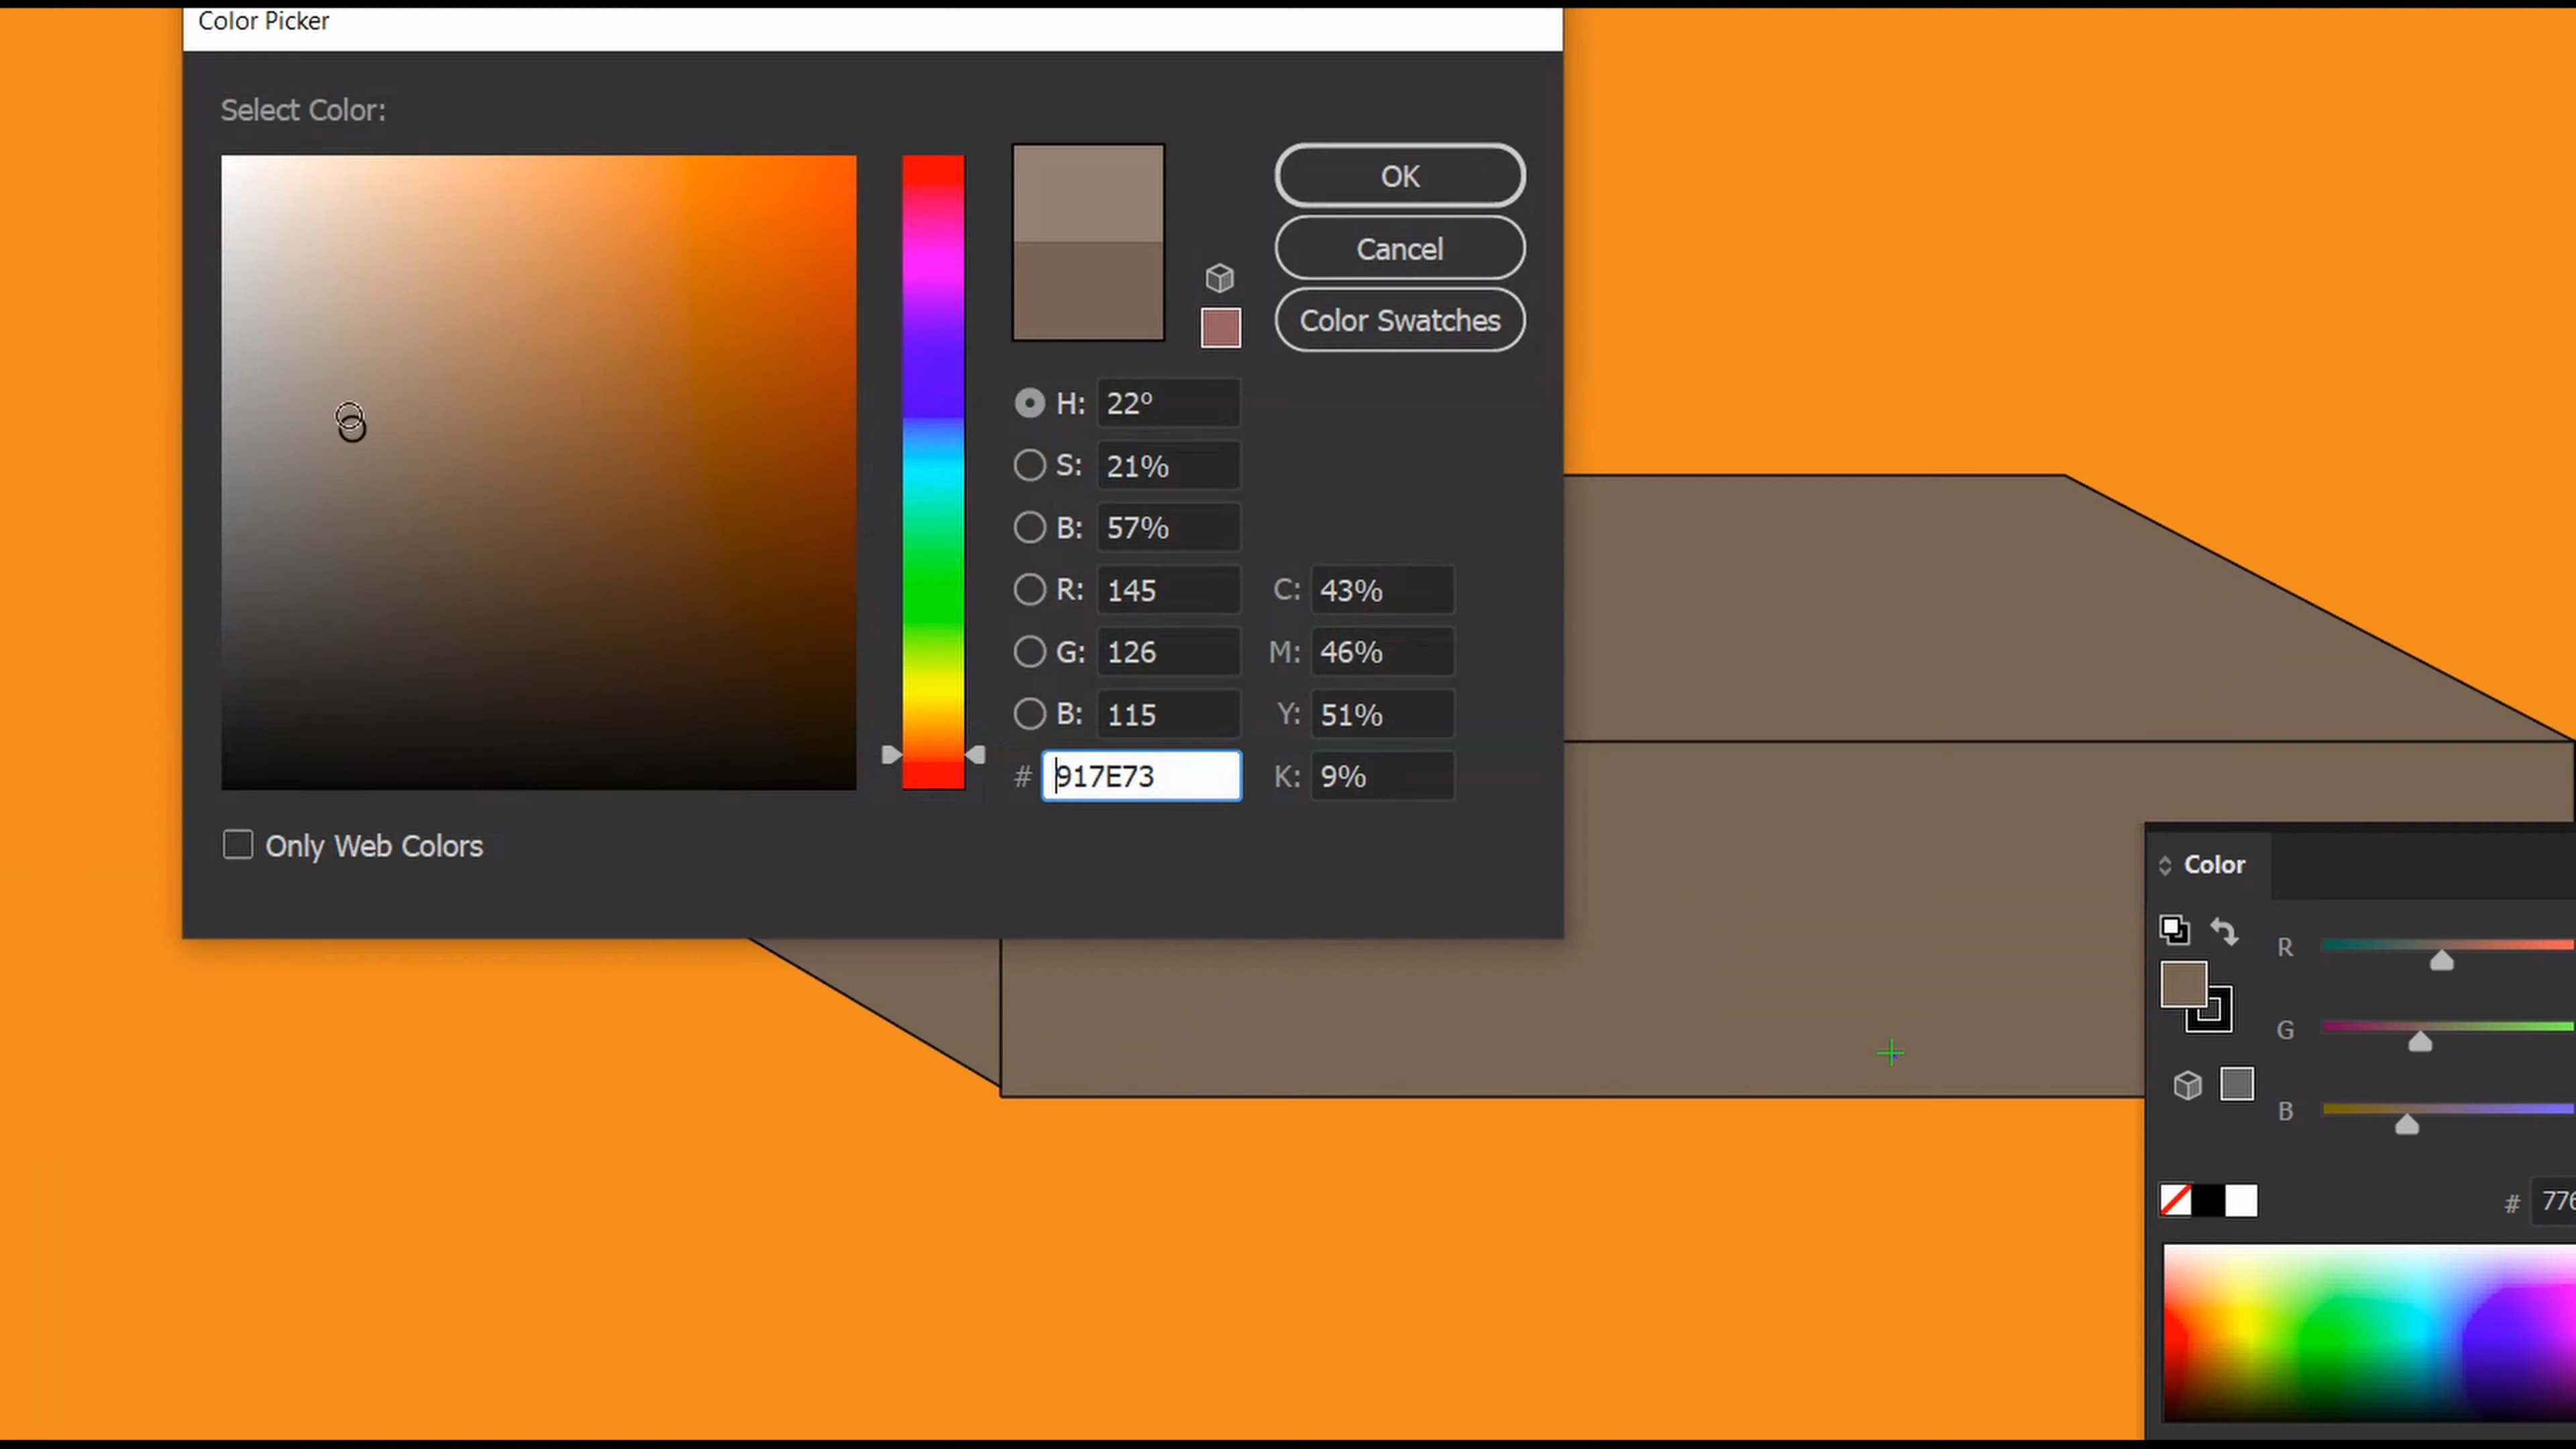 Color Picker
Select Color:
OK
Cancel
Color Swatches
H: 22°
S: 21%
B: 57%
R: 145 C: 43%
G: 126 M: 46%
B: 115 Y: 51%
# 917E73 K: 9%
Only Web Colors
Color
R
G
B
# 776